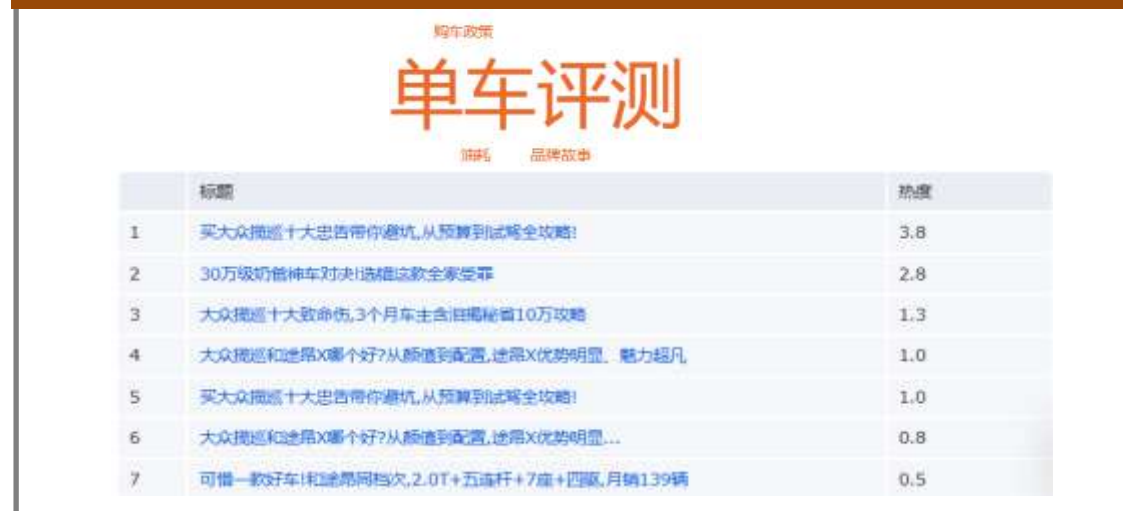 购车政策
单车评测
油耗 品牌故事
标题 热度
1 买大众揽巡十大忠告带你避坑,从预算到试驾全攻略! 3.8
2 30万级奶爸神车对决!选错这款全家受罪 2.8
3 大众揽巡十大致命伤,3个月车主含泪揭秘省10万攻略 1.3
4 大众揽巡和途昂X哪个好?从颜值到配置,途昂X优势明显、魅力超凡 1.0
5 买大众揽巡十大忠告带你避坑,从预算到试驾全攻略! 1.0
6 大众揽巡和途昂X哪个好?从颜值到配置,途昂X优势明显... 0.8
7 可惜一款好车!和途昂同档次,2.0T+五连杆+7座+四驱,月销139辆 0.5